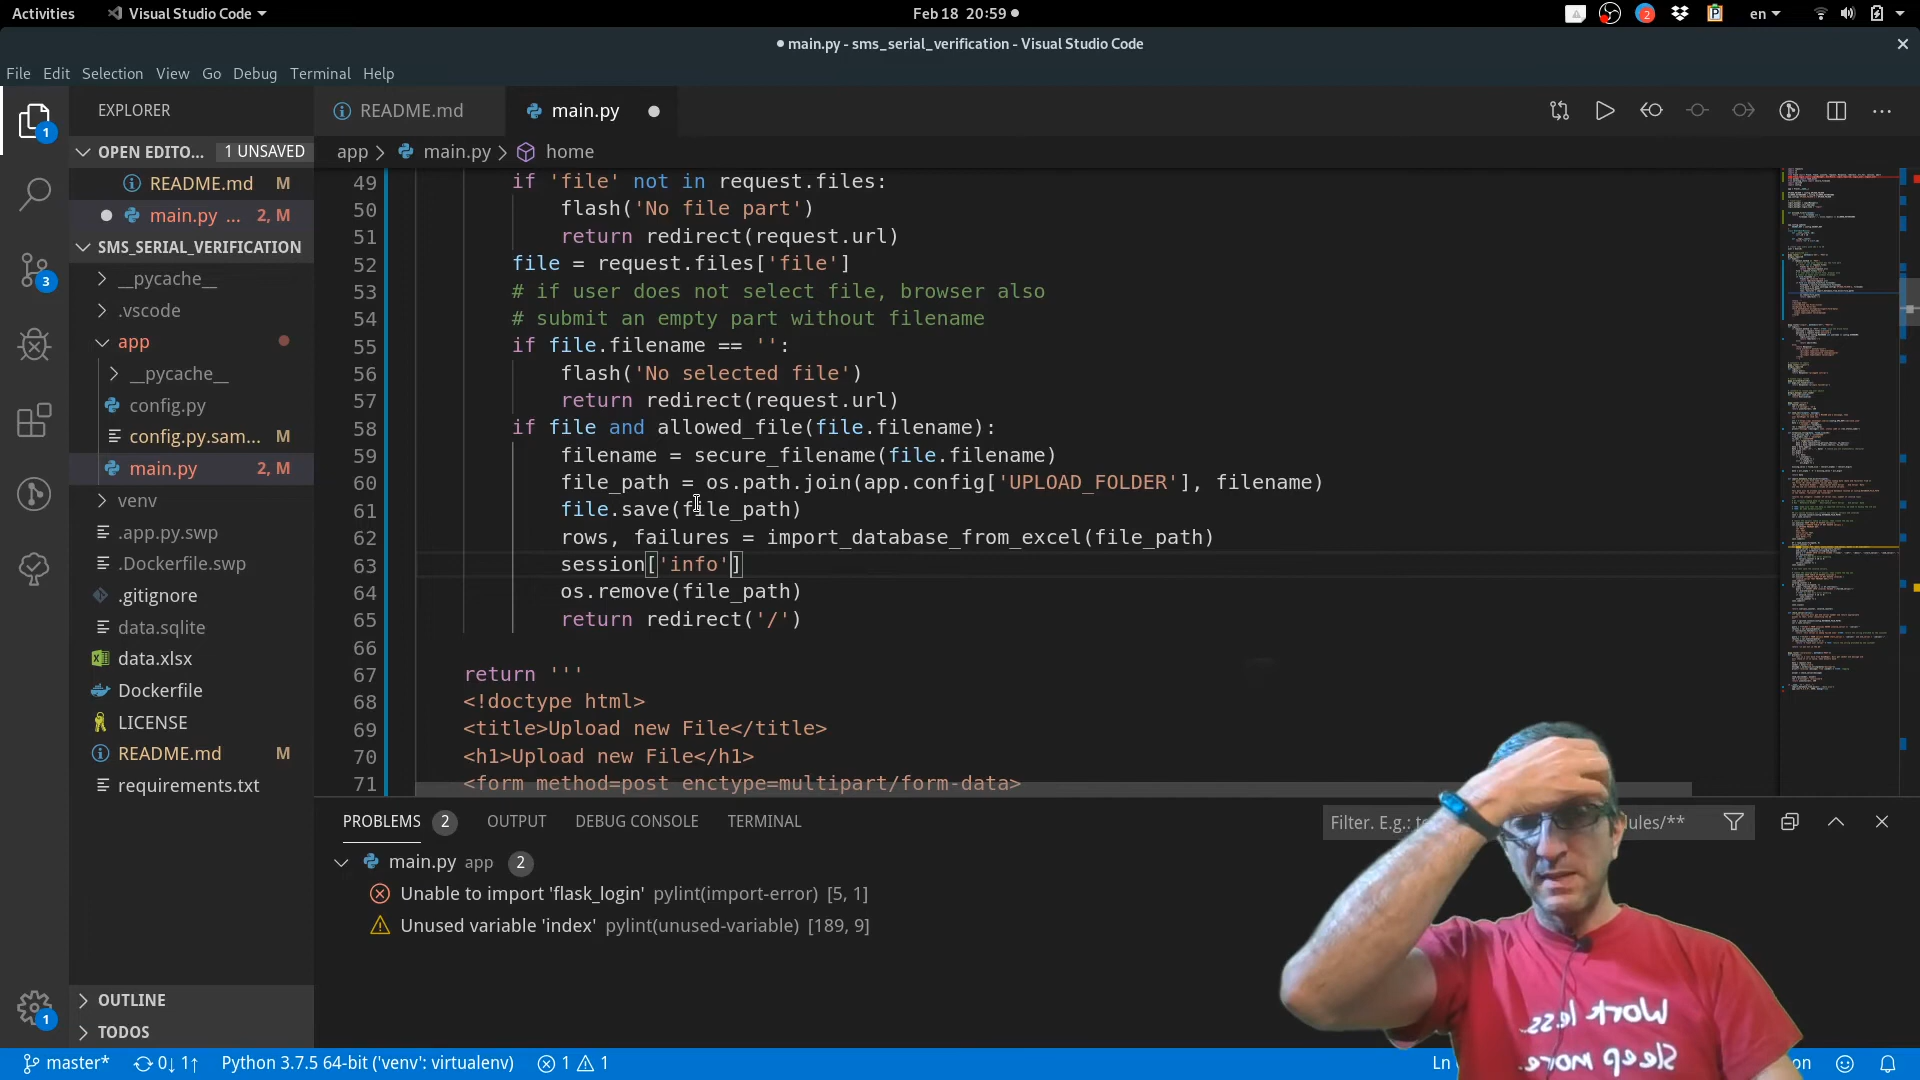 Activities
Visual Studio Code
Feb 18 20:59
2
en
main.py - sms_serial_verification - Visual Studio Code
File Edit Selection View Go Debug Terminal Help
EXPLORER
README.md
main.py
OPEN EDITO...
1 UNSAVED
app > main.py > home
README.md M
main.py ... 2, M
SMS_SERIAL_VERIFICATION
__pycache__
.vscode
app
__pycache__
config.py
config.py.sam... M
main.py 2, M
venv
.app.py.swp
.Dockerfile.swp
.gitignore
data.sqlite
data.xlsx
Dockerfile
LICENSE
README.md M
requirements.txt
OUTLINE
TODOS
1
3
1
49 if 'file' not in request.files:
50 flash('No file part')
51 return redirect(request.url)
52 file = request.files['file']
53 # if user does not select file, browser also
54 # submit an empty part without filename
55 if file.filename == '':
56 flash('No selected file')
57 return redirect(request.url)
58 if file and allowed_file(file.filename):
59 filename = secure_filename(file.filename)
60 file_path = os.path.join(app.config['UPLOAD_FOLDER'], filename)
61 file.save(file_path)
62 rows, failures = import_database_from_excel(file_path)
63 session['info']
64 os.remove(file_path)
65 return redirect('/')
66
67 return '''
68 <!doctype html>
69 <title>Upload new File</title>
70 <h1>Upload new File</h1>
71 <form method=post enctype=multipart/form-data>
PROBLEMS 2 OUTPUT DEBUG CONSOLE TERMINAL
Filter. E.g.:
main.py app 2
Unable to import 'flask_login' pylint(import-error) [5, 1]
Unused variable 'index' pylint(unused-variable) [189, 9]
Work less.
Sleep more.
master* 0↓ 1↑ Python 3.7.5 64-bit ('venv': virtualenv) 1 1
Ln